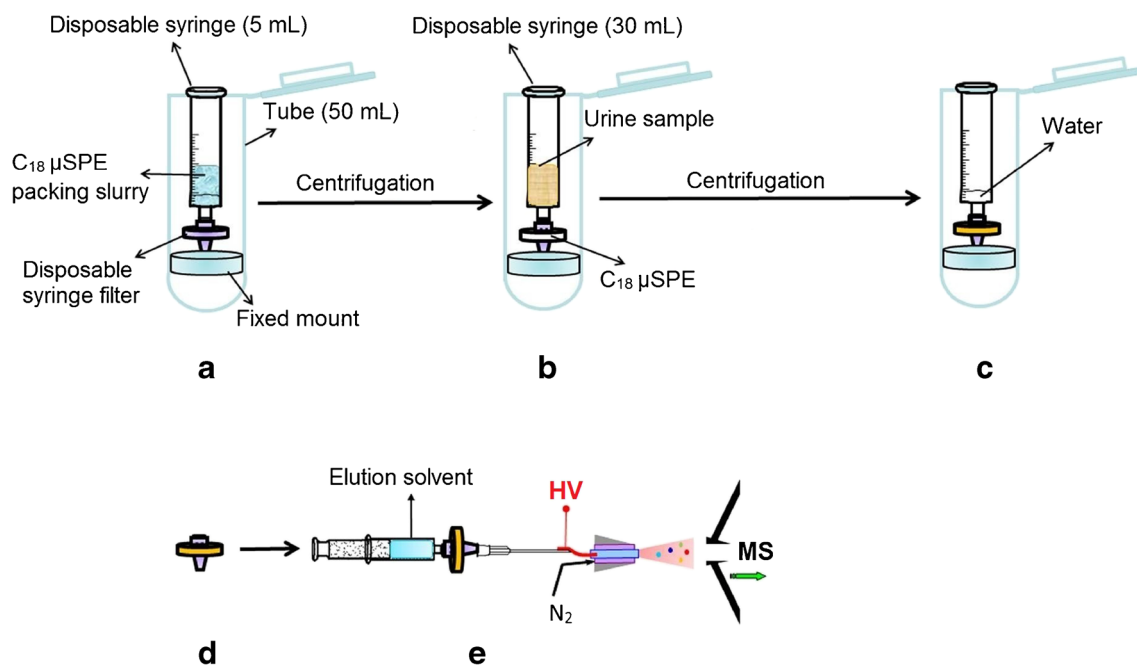 Disposable syringe (5 mL)
Disposable syringe (30 mL)
Tube (50 mL)
Urine sample
Water
C₁₈ µSPE
packing slurry
Centrifugation
Centrifugation
Disposable
syringe filter
C₁₈ µSPE
Fixed mount
a
b
c
Elution solvent
HV
MS
N₂
d
e